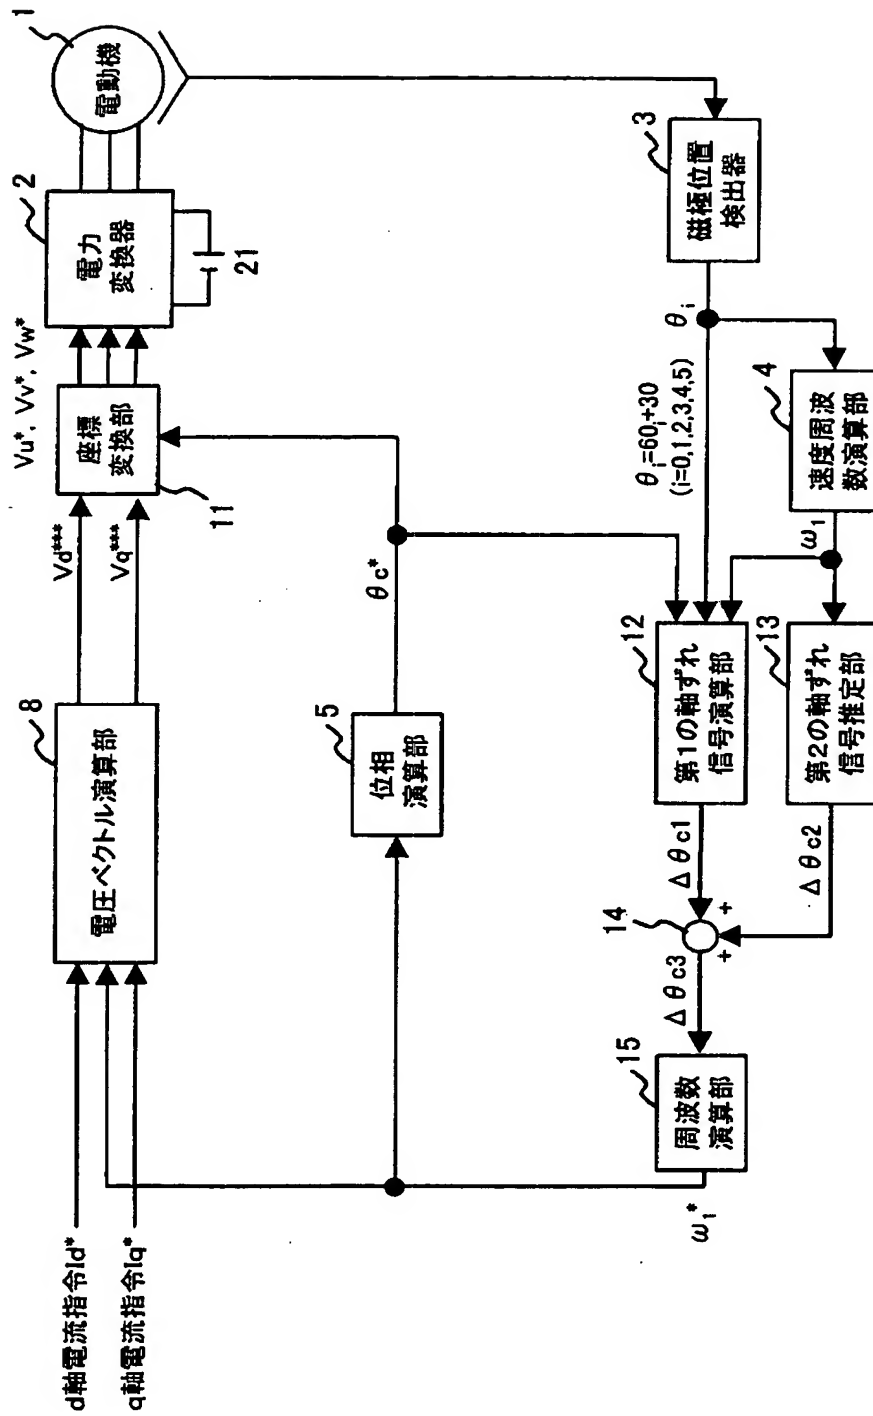 d軸電流指令Id*
q軸電流指令Iq*
8
電圧ベクトル演算部
Vd***
Vq***
Vu*, Vv*, Vw*
座標
変換部
11
2
電力
変換器
21
1
電動機
5
位相
演算部
θc*
3
磁極位置
検出器
θi
θi=60i+30
(i=0,1,2,3,4,5)
4
速度周波
数演算部
ω1
12
第1の軸ずれ
信号演算部
13
第2の軸ずれ
信号推定部
Δθc1
Δθc2
14
+
+
Δθc3
15
周波数
演算部
ω1*